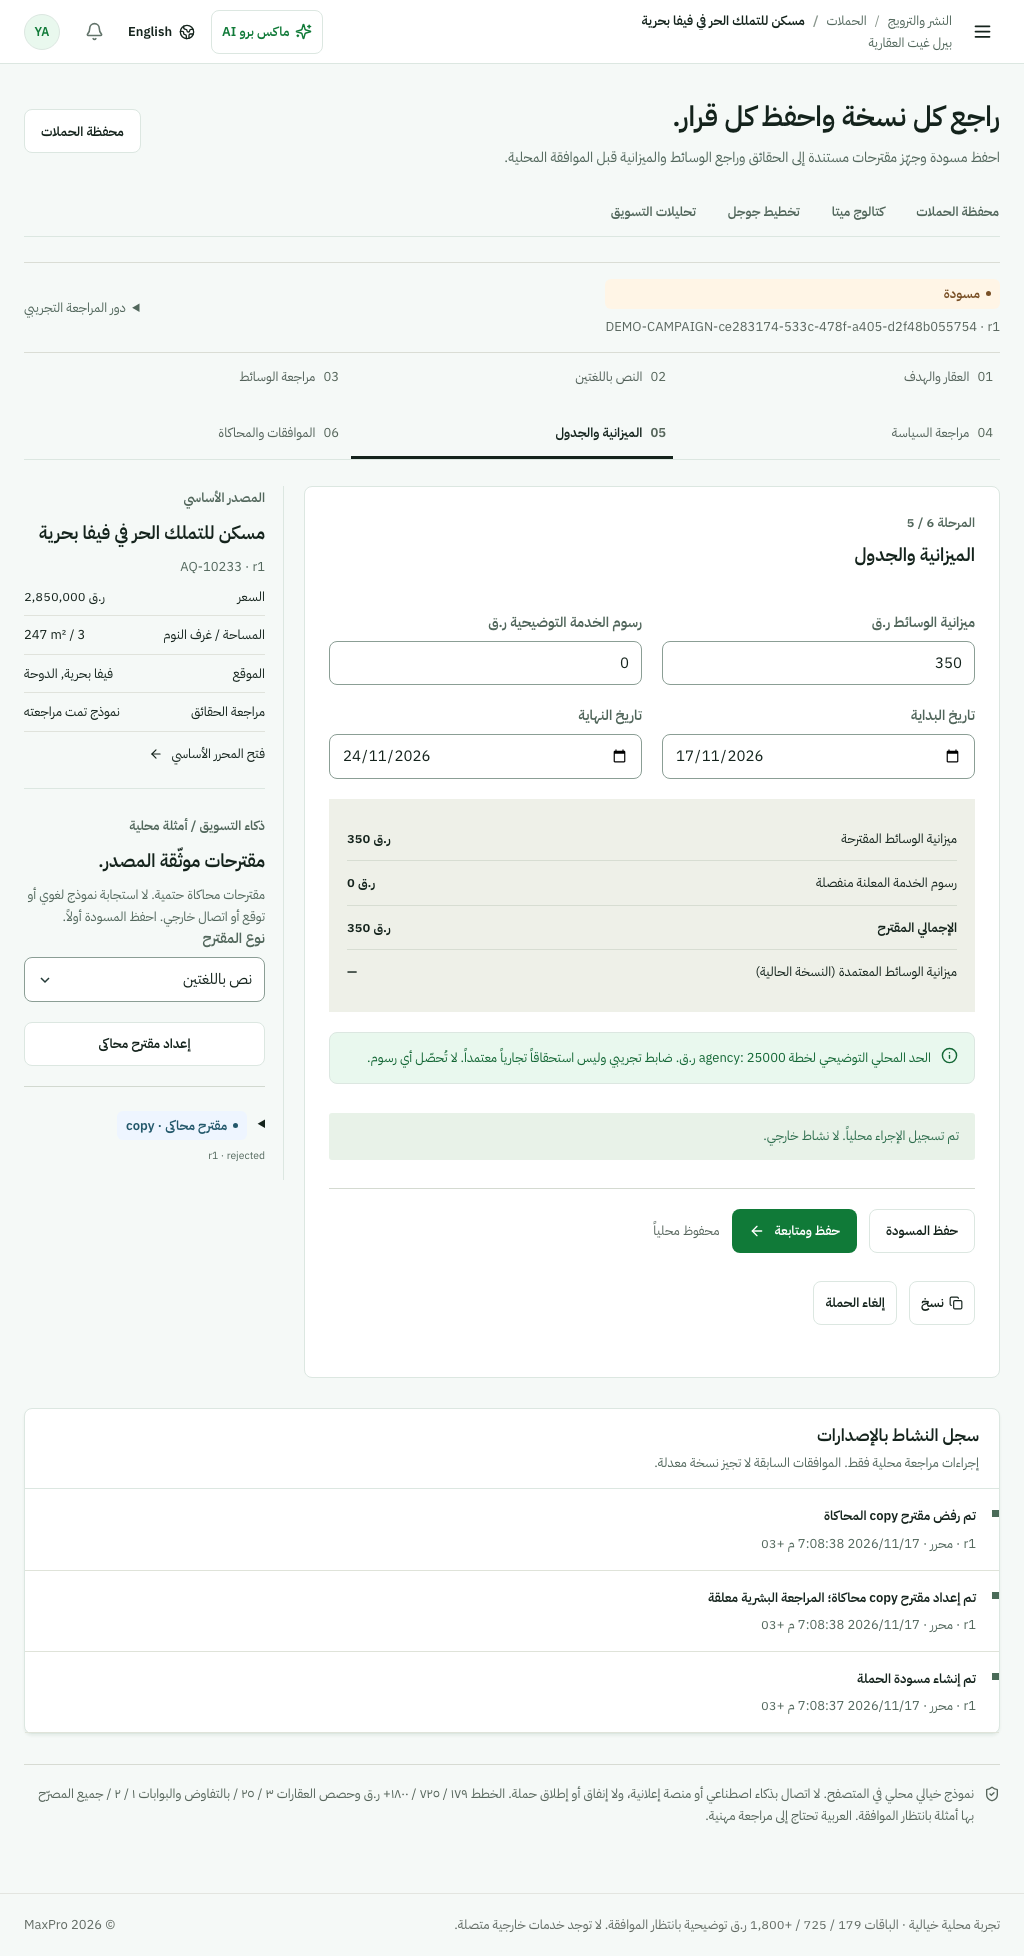 النشر والترويج / الحملات / مسكن للتملك الحر في فيفا بحرية
بيرل غيت العقارية
ماكس برو AI
English
YA
راجع كل نسخة واحفظ كل قرار.
احفظ مسودة وجهّز مقترحات مستندة إلى الحقائق وراجع الوسائط والميزانية قبل الموافقة المحلية.
محفظة الحملات
محفظة الحملات
كتالوج ميتا
تخطيط جوجل
تحليلات التسويق
مسودة
DEMO-CAMPAIGN-ce283174-533c-478f-a405-d2f48b055754 · r1
دور المراجعة التجريبي
01 العقار والهدف
02 النص باللغتين
03 مراجعة الوسائط
04 مراجعة السياسة
05 الميزانية والجدول
06 الموافقات والمحاكاة
المرحلة 6 / 5
الميزانية والجدول
ميزانية الوسائط ر.ق
350
رسوم الخدمة التوضيحية ر.ق
0
تاريخ البداية
17/11/2026
تاريخ النهاية
24/11/2026
ميزانية الوسائط المقترحة
ر.ق 350
رسوم الخدمة المعلنة منفصلة
ر.ق 0
الإجمالي المقترح
ر.ق 350
ميزانية الوسائط المعتمدة (النسخة الحالية)
—
الحد المحلي التوضيحي لخطة agency: 25000 ر.ق. ضابط تجريبي وليس استحقاقاً تجارياً معتمداً. لا تُحصّل أي رسوم.
تم تسجيل الإجراء محلياً. لا نشاط خارجي.
حفظ المسودة
حفظ ومتابعة
محفوظ محلياً
نسخ
إلغاء الحملة
المصدر الأساسي
مسكن للتملك الحر في فيفا بحرية
AQ-10233 · r1
السعر
ر.ق 2,850,000
المساحة / غرف النوم
247 m² / 3
الموقع
فيفا بحرية, الدوحة
مراجعة الحقائق
نموذج تمت مراجعته
فتح المحرر الأساسي
ذكاء التسويق / أمثلة محلية
مقترحات موثّقة المصدر.
مقترحات محاكاة حتمية. لا استجابة نموذج لغوي أو
توقع أو اتصال خارجي. احفظ المسودة أولاً.
نوع المقترح
نص باللغتين
إعداد مقترح محاكى
مقترح محاكى · copy
r1 · rejected
سجل النشاط بالإصدارات
إجراءات مراجعة محلية فقط. الموافقات السابقة لا تجيز نسخة معدلة.
تم رفض مقترح copy المحاكاة
r1 · محرر · 2026/11/17 7:08:38 م +03
تم إعداد مقترح copy محاكاة؛ المراجعة البشرية معلقة
r1 · محرر · 2026/11/17 7:08:38 م +03
تم إنشاء مسودة الحملة
r1 · محرر · 2026/11/17 7:08:37 م +03
نموذج خيالي محلي في المتصفح. لا اتصال بذكاء اصطناعي أو منصة إعلانية، ولا إنفاق أو إطلاق حملة. الخطط ١٧٩ / ٧٢٥ / ١٨٠٠+ ر.ق وحصص العقارات ٣ / ٢٥ / بالتفاوض والبوابات ١ / ٢ / جميع المصرّح
بها أمثلة بانتظار الموافقة. العربية تحتاج إلى مراجعة مهنية.
تجربة محلية خيالية · الباقات 179 / 725 / 1,800+ ر.ق توضيحية بانتظار الموافقة. لا توجد خدمات خارجية متصلة.
© 2026 MaxPro